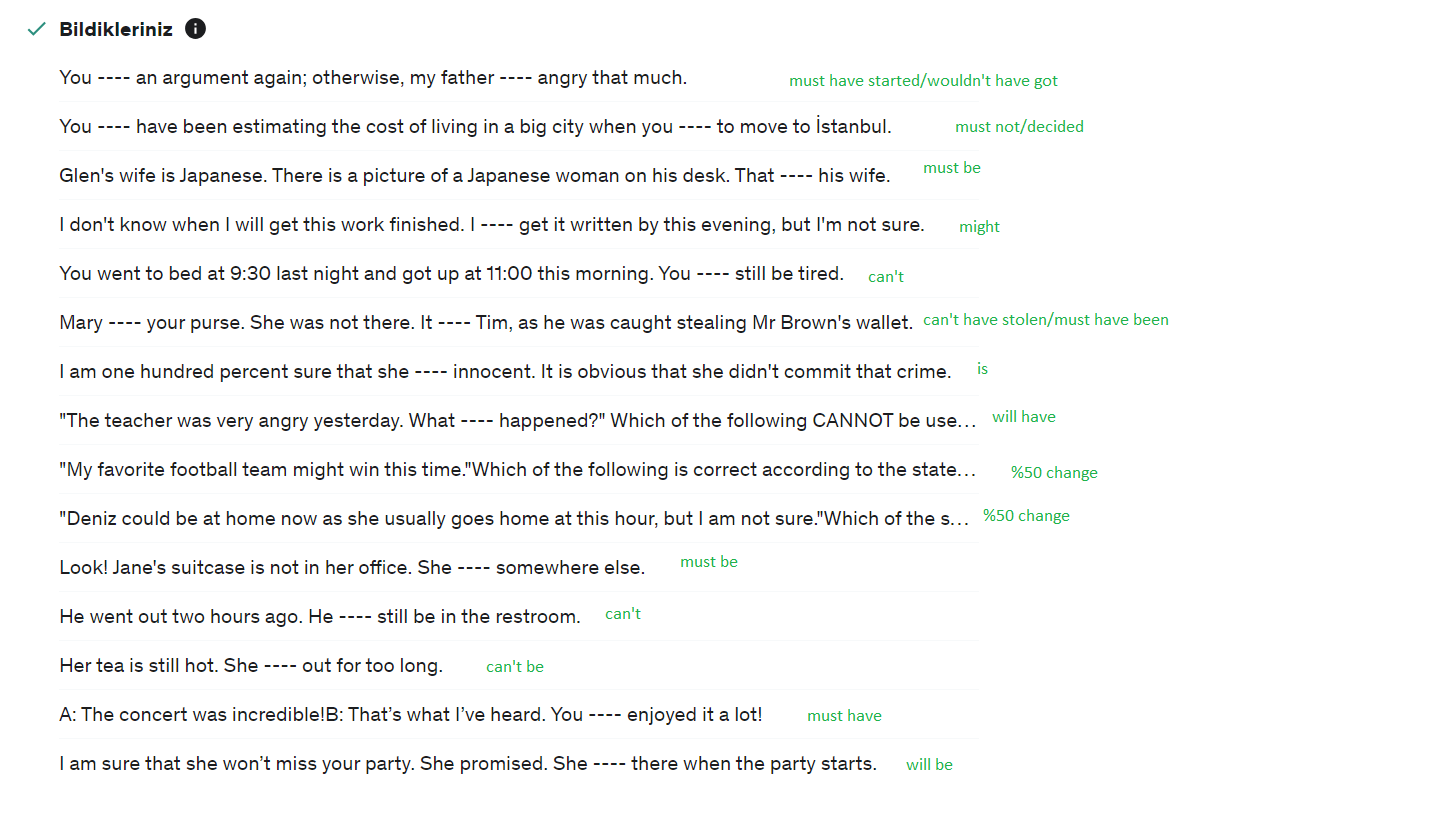 Bildikleriniz i
You ---- an argument again; otherwise, my father ---- angry that much. must have started/wouldn't have got
You ---- have been estimating the cost of living in a big city when you ---- to move to İstanbul. must not/decided
Glen's wife is Japanese. There is a picture of a Japanese woman on his desk. That ---- his wife. must be
I don't know when I will get this work finished. I ---- get it written by this evening, but I'm not sure. might
You went to bed at 9:30 last night and got up at 11:00 this morning. You ---- still be tired. can't
Mary ---- your purse. She was not there. It ---- Tim, as he was caught stealing Mr Brown's wallet. can't have stolen/must have been
I am one hundred percent sure that she ---- innocent. It is obvious that she didn't commit that crime. is
"The teacher was very angry yesterday. What ---- happened?" Which of the following CANNOT be use... will have
"My favorite football team might win this time."Which of the following is correct according to the state... %50 change
"Deniz could be at home now as she usually goes home at this hour, but I am not sure."Which of the s... %50 change
Look! Jane's suitcase is not in her office. She ---- somewhere else. must be
He went out two hours ago. He ---- still be in the restroom. can't
Her tea is still hot. She ---- out for too long. can't be
A: The concert was incredible!B: That’s what I’ve heard. You ---- enjoyed it a lot! must have
I am sure that she won’t miss your party. She promised. She ---- there when the party starts. will be